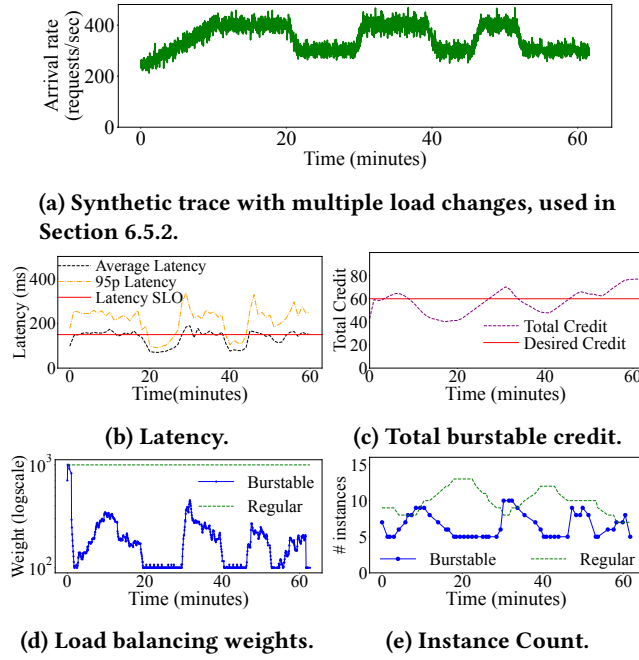 400
200
0
Arrival rate
(requests/sec)
0 20 40 60
Time (minutes)
(a) Synthetic trace with multiple load changes, used in
Section 6.5.2.
400
200
0
Latency (ms)
Average Latency
95p Latency
Latency SLO
0 20 40 60
Time(minutes)
(b) Latency.
80
60
40
20
0
Total Credit
Total Credit
Desired Credit
0 20 40 60
Time(minutes)
(c) Total burstable credit.
10³
10²
Weight (logscale)
Burstable
Regular
0 20 40 60
Time (minutes)
(d) Load balancing weights.
15
10
5
0
# instances
Burstable
Regular
0 20 40 60
Time (minutes)
(e) Instance Count.